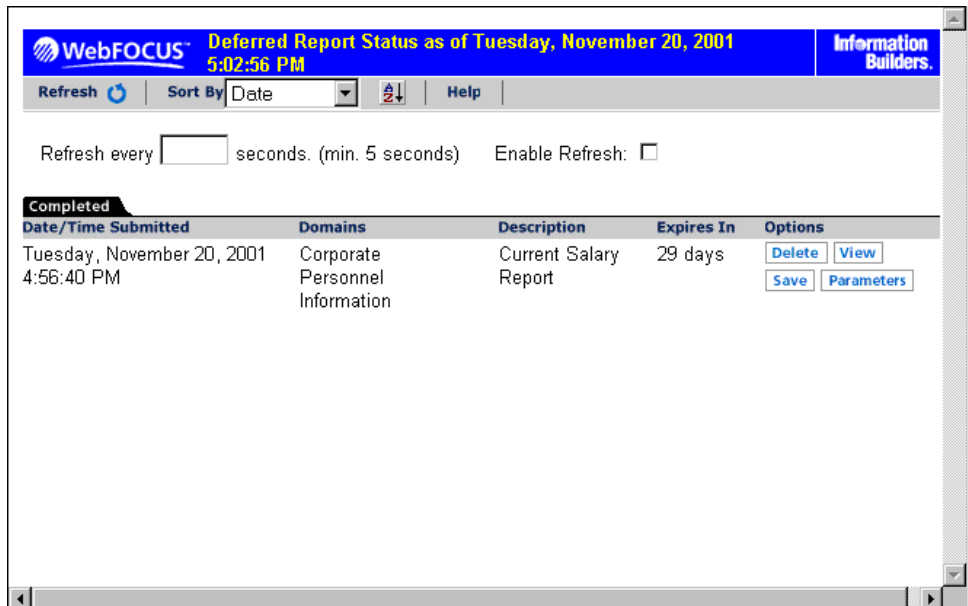 WebFOCUS™ Deferred Report Status as of Tuesday, November 20, 2001
5:02:56 PM
Information
Builders.
Refresh Sort By Date A Z Help
Refresh every seconds. (min. 5 seconds) Enable Refresh:
Completed
Date/Time Submitted Domains Description Expires In Options
Tuesday, November 20, 2001 Corporate Current Salary 29 days Delete View
4:56:40 PM Personnel Report Save Parameters
Information